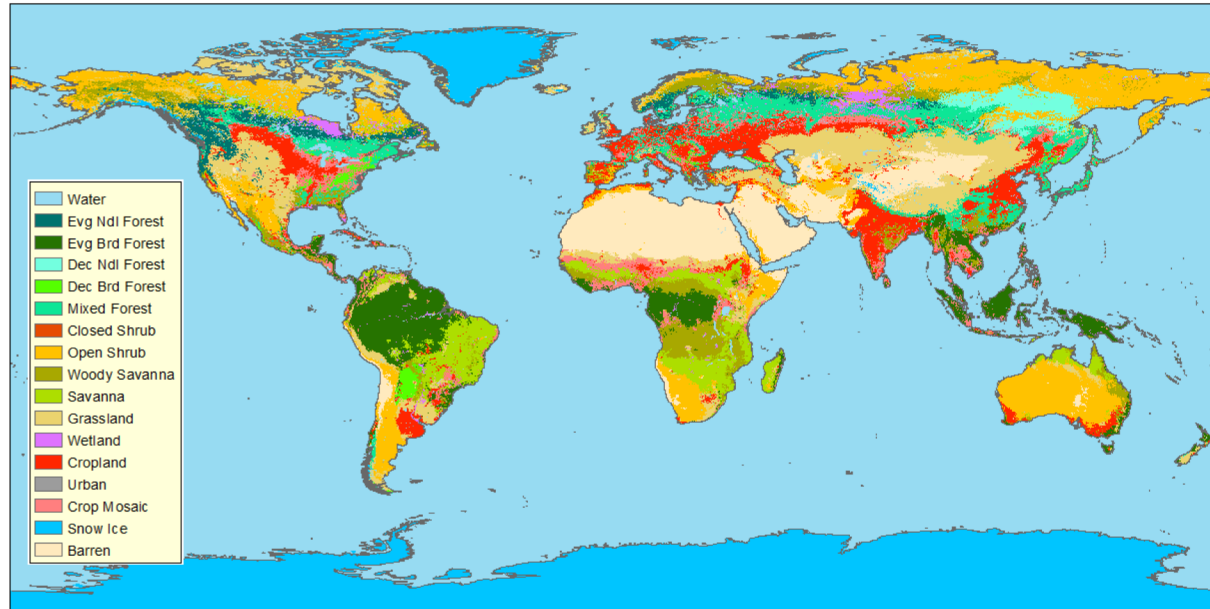 Water
Evg Ndl Forest
Evg Brd Forest
Dec Ndl Forest
Dec Brd Forest
Mixed Forest
Closed Shrub
Open Shrub
Woody Savanna
Savanna
Grassland
Wetland
Cropland
Urban
Crop Mosaic
Snow Ice
Barren